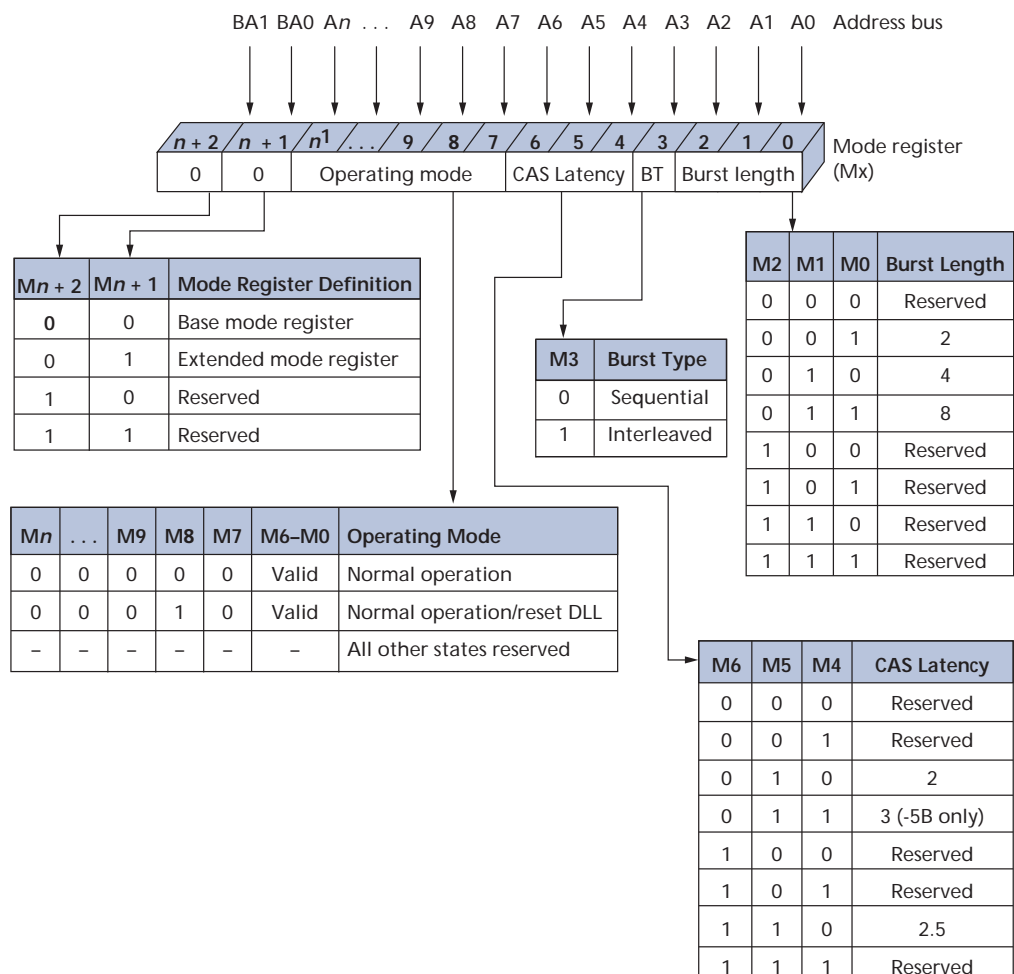 BA1 BA0 An . . . A9 A8 A7 A6 A5 A4 A3 A2 A1 A0 Address bus
n + 2 n + 1 n1 . . . 9 8 7 6 5 4 3 2 1 0
Mode register
(Mx)
0 0 Operating mode CAS Latency BT Burst length
Mn + 2 Mn + 1 Mode Register Definition
0 0 Base mode register
0 1 Extended mode register
1 0 Reserved
1 1 Reserved
M3 Burst Type
0 Sequential
1 Interleaved
M2 M1 M0 Burst Length
0 0 0 Reserved
0 0 1 2
0 1 0 4
0 1 1 8
1 0 0 Reserved
1 0 1 Reserved
1 1 0 Reserved
1 1 1 Reserved
Mn . . . M9 M8 M7 M6–M0 Operating Mode
0 0 0 0 0 Valid Normal operation
0 0 0 1 0 Valid Normal operation/reset DLL
– – – – – – All other states reserved
M6 M5 M4 CAS Latency
0 0 0 Reserved
0 0 1 Reserved
0 1 0 2
0 1 1 3 (-5B only)
1 0 0 Reserved
1 0 1 Reserved
1 1 0 2.5
1 1 1 Reserved